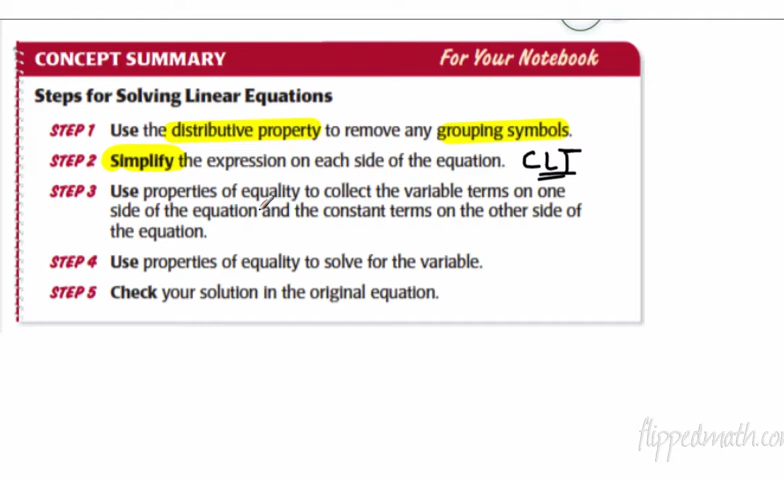 CONCEPT SUMMARY For Your Notebook
Steps for Solving Linear Equations
STEP 1 Use the distributive property to remove any grouping symbols.
STEP 2 Simplify the expression on each side of the equation. CLT
STEP 3 Use properties of equality to collect the variable terms on one
side of the equation and the constant terms on the other side of
the equation.
STEP 4 Use properties of equality to solve for the variable.
STEP 5 Check your solution in the original equation.
flippedmath.com